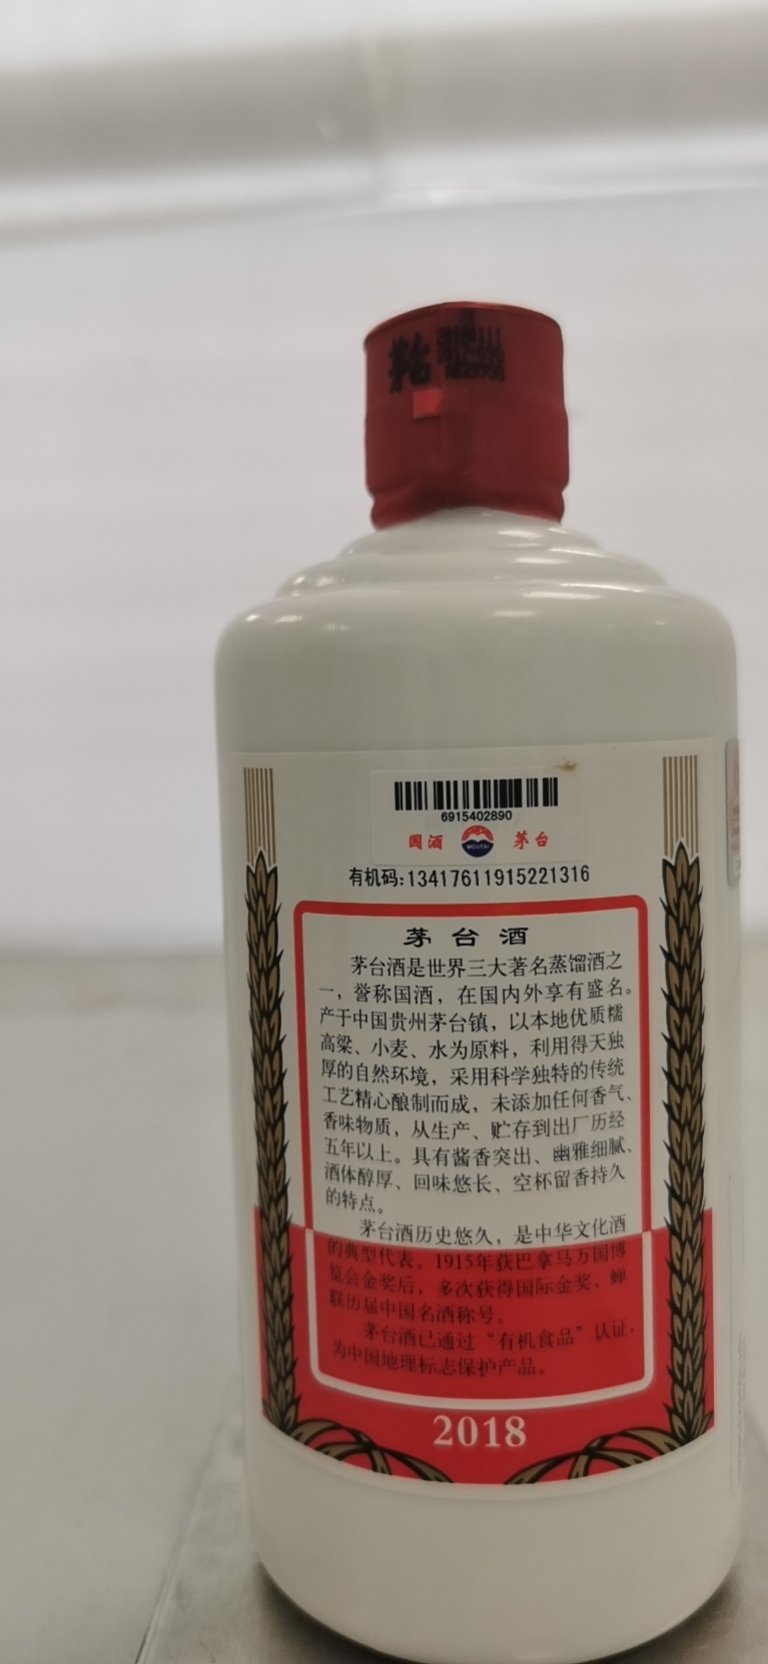 茅台
20180111
2017-096
6915402890
国酒 MOUTAI 茅台
有机码:13417611915221316
茅台酒
茅台酒是世界三大著名蒸馏酒之
一，誉称国酒，在国内外享有盛名。
产于中国贵州茅台镇，以本地优质糯
高粱、小麦、水为原料，利用得天独
厚的自然环境，采用科学独特的传统
工艺精心酿制而成，未添加任何香气、
香味物质，从生产、贮存到出厂历经
五年以上。具有酱香突出、幽雅细腻、
酒体醇厚、回味悠长、空杯留香持久
的特点。
茅台酒历史悠久，是中华文化酒
的典型代表。1915年获巴拿马万国博
览会金奖后，多次获得国际金奖，蝉
联历届中国名酒称号。
茅台酒已通过“有机食品”认证，
为中国地理标志保护产品。
2018